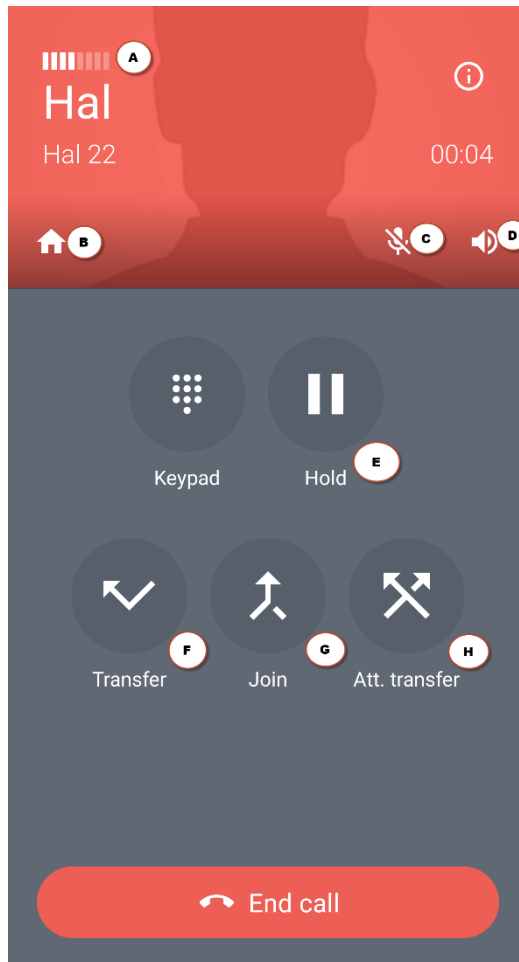 A
Hal
Hal 22 00:04
B C D
Keypad Hold E
F G H
Transfer Join Att. transfer
End call